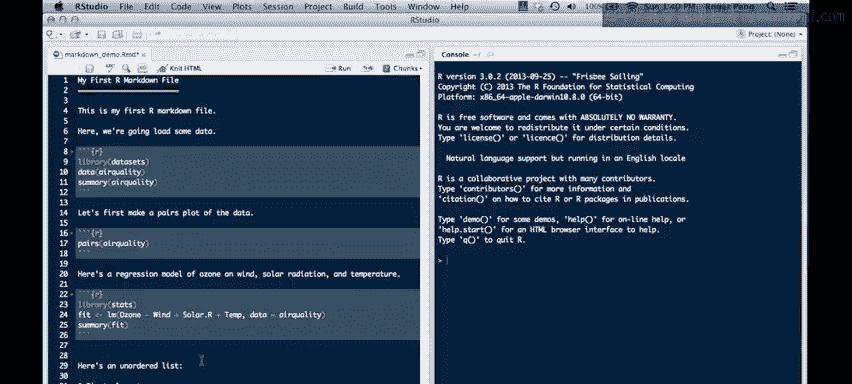 RStudio File Edit Code View Plots Session Project Build Tools Window Help
100% Sun 1:40 PM Roger Peng
RStudio
Project: (None)
markdown_demo.Rmd*
Knit HTML Run Chunks
1 My First R Markdown File
2 ========================
3
4 This is my first R markdown file.
5
6 Here, we're going load some data.
7
8 ```{r}
9 library(datasets)
10 data(airquality)
11 summary(airquality)
12 ```
13
14 Let's first make a pairs plot of the data.
15
16 ```{r}
17 pairs(airquality)
18 ```
19
20 Here's a regression model of ozone on wind, solar radiation, and temperature.
21
22 ```{r}
23 library(stats)
24 fit <- lm(Ozone ~ Wind + Solar.R + Temp, data = airquality)
25 summary(fit)
26 ```
27
28
29 Here's an unordered list:
30
Console ~/
R version 3.0.2 (2013-09-25) -- "Frisbee Sailing"
Copyright (C) 2013 The R Foundation for Statistical Computing
Platform: x86_64-apple-darwin10.8.0 (64-bit)
R is free software and comes with ABSOLUTELY NO WARRANTY.
You are welcome to redistribute it under certain conditions.
Type 'license()' or 'licence()' for distribution details.
Natural language support but running in an English locale
R is a collaborative project with many contributors.
Type 'contributors()' for more information and
'citation()' on how to cite R or R packages in publications.
Type 'demo()' for some demos, 'help()' for on-line help, or
'help.start()' for an HTML browser interface to help.
Type 'q()' to quit R.
>